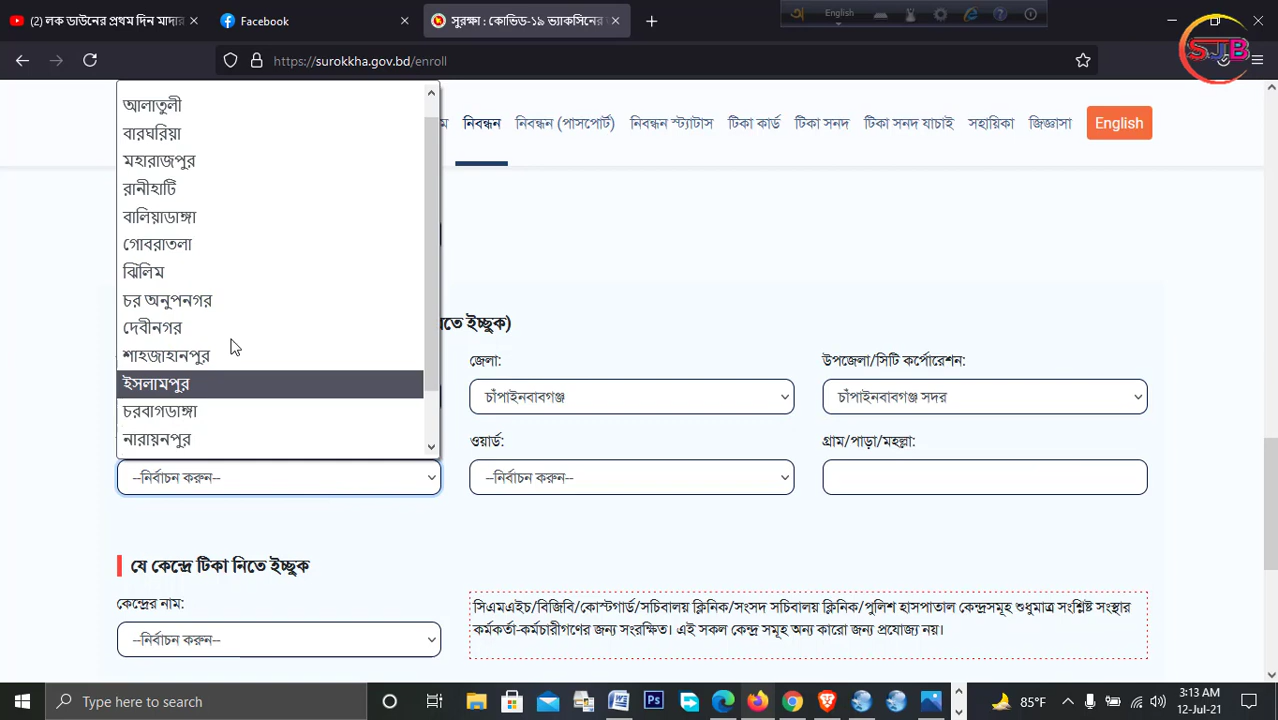 (2) লক ডাউনের প্রথম দিন মাদার
Facebook
সুরক্ষা : কোভিড-১৯ ভ্যাকসিনের
English
https://surokkha.gov.bd/enroll
SJB
ম
নিবন্ধন
নিবন্ধন (পাসপোর্ট)
নিবন্ধন স্ট্যাটাস
টিকা কার্ড
টিকা সনদ
টিকা সনদ যাচাই
সহায়িকা
জিজ্ঞাসা
English
আলাতুলী
বারঘরিয়া
মহারাজপুর
রানীহাটি
বালিয়াডাঙ্গা
গোবরাতলা
ঝিলিম
চর অনুপনগর
দেবীনগর
শাহজাহানপুর
ইসলামপুর
চরবাগডাঙ্গা
নারায়নপুর
তে ইচ্ছুক)
জেলা:
উপজেলা/সিটি কর্পোরেশন:
চাঁপাইনবাবগঞ্জ
চাঁপাইনবাবগঞ্জ সদর
ওয়ার্ড:
গ্রাম/পাড়া/মহল্লা:
--নির্বাচন করুন--
--নির্বাচন করুন--
যে কেন্দ্রে টিকা নিতে ইচ্ছুক
কেন্দ্রের নাম:
--নির্বাচন করুন--
সিএমএইচ/বিজিবি/কোস্টগার্ড/সচিবালয় ক্লিনিক/সংসদ সচিবালয় ক্লিনিক/পুলিশ হাসপাতাল কেন্দ্রসমূহ শুধুমাত্র সংশ্লিষ্ট সংস্থার
কর্মকর্তা-কর্মচারীগণের জন্য সংরক্ষিত। এই সকল কেন্দ্র সমূহ অন্য কারো জন্য প্রযোজ্য নয়।
Type here to search
85°F
3:13 AM
12-Jul-21